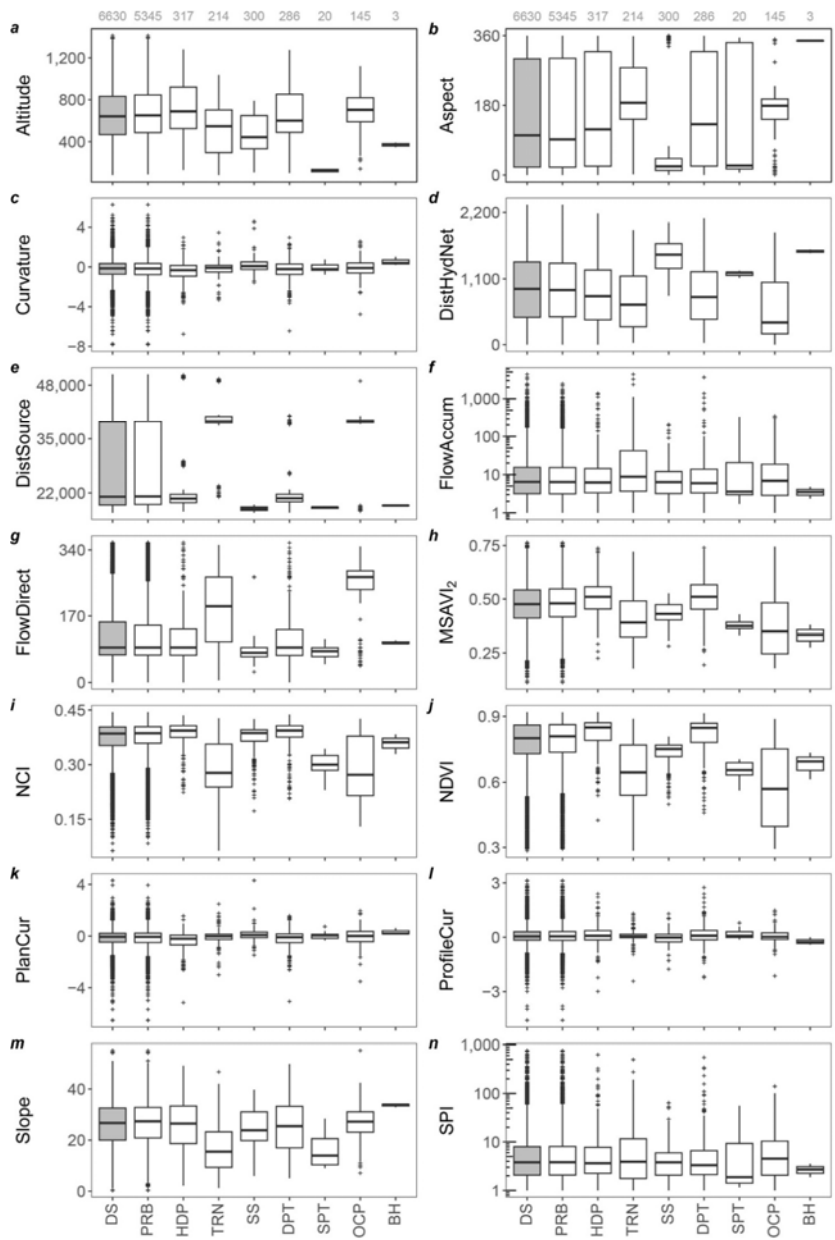 6630 5345 317 214 300 286 20 145 3
6630 5345 317 214 300 286 20 145 3
a
Altitude
1,200
800
400
b
Aspect
360
180
0
c
Curvature
4
0
−4
−8
d
DistHydNet
2,200
1,100
0
e
DistSource
48,000
35,000
22,000
f
FlowAccum
1,000
100
10
1
g
FlowDirect
340
170
0
h
MSAVI₂
0.75
0.50
0.25
i
NCI
0.45
0.30
0.15
j
NDVI
0.9
0.6
0.3
k
PlanCur
4
0
−4
l
ProfileCur
3
0
−3
m
Slope
40
20
0
n
SPI
1,000
100
10
1
DS PRB HDP TRN SS DPT SPT OCP BH
DS PRB HDP TRN SS DPT SPT OCP BH